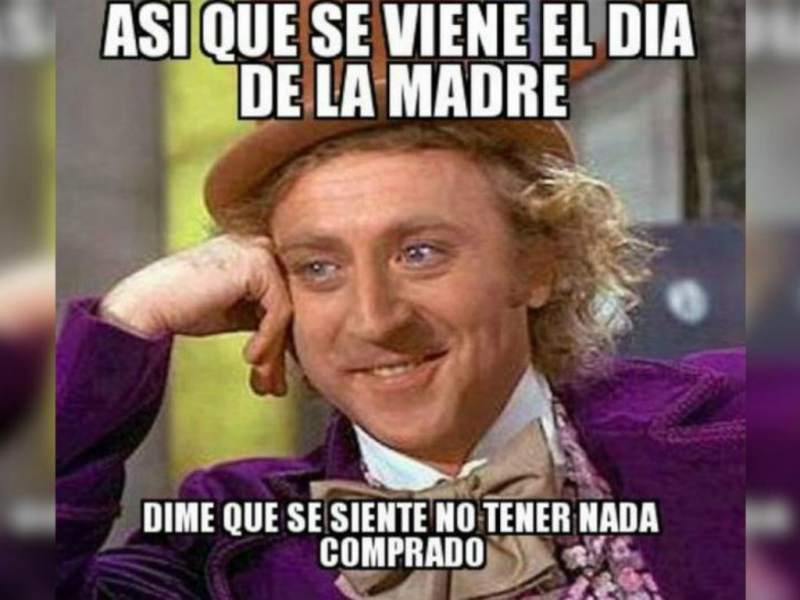 ASI QUE SE VIENE EL DIA
DE LA MADRE
DIME QUE SE SIENTE NO TENER NADA
COMPRADO